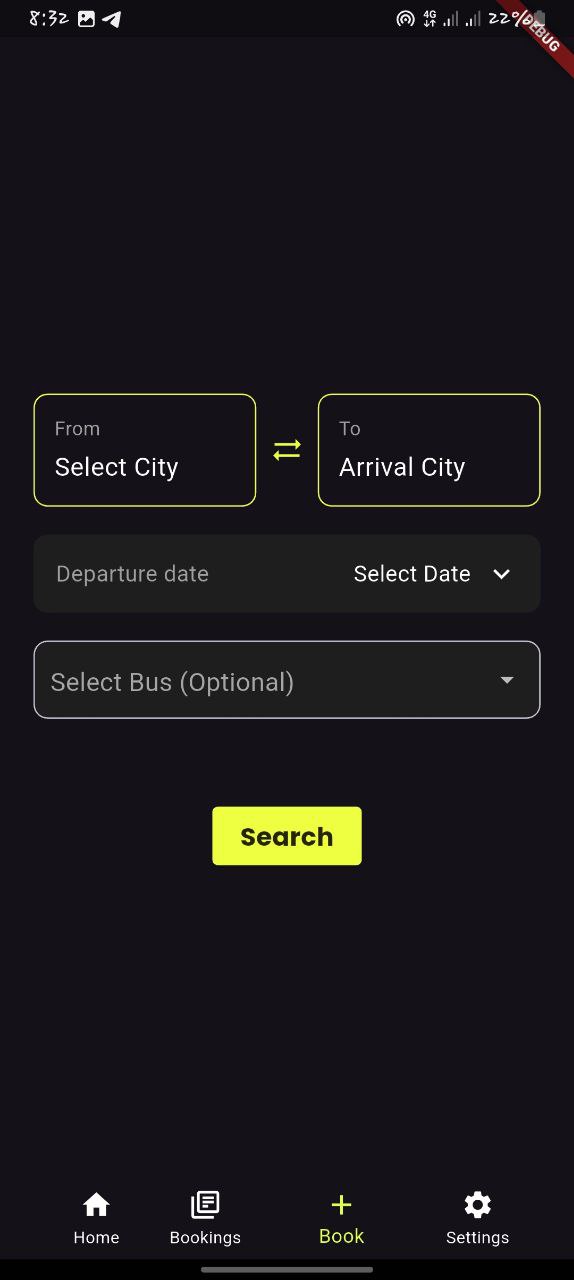 8:32 4G 22%
DEBUG
From To
Select City Arrival City
Departure date Select Date
Select Bus (Optional)
Search
Home Bookings Book Settings